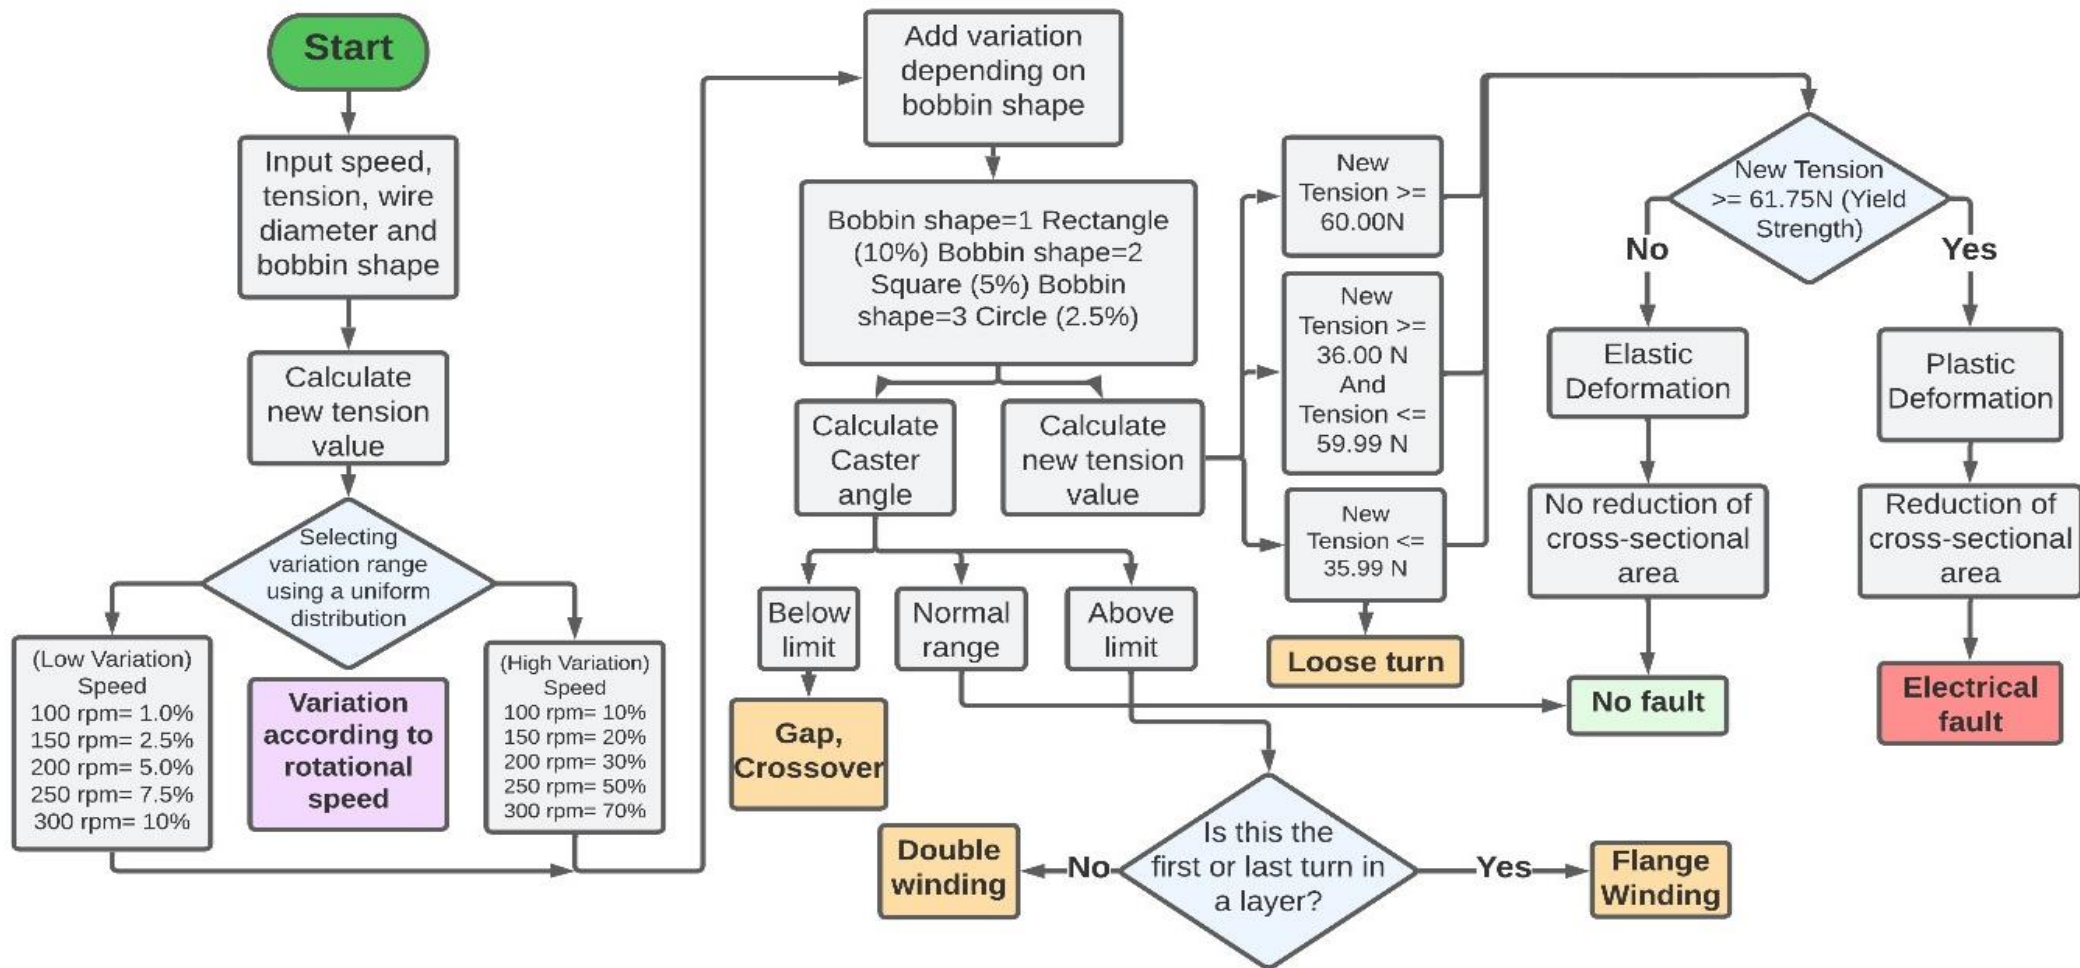 Start
Input speed,
tension, wire
diameter and
bobbin shape
Calculate
new tension
value
Selecting
variation range
using a uniform
distribution
(Low Variation)
Speed
100 rpm= 1.0%
150 rpm= 2.5%
200 rpm= 5.0%
250 rpm= 7.5%
300 rpm= 10%
Variation
according to
rotational
speed
(High Variation)
Speed
100 rpm= 10%
150 rpm= 20%
200 rpm= 30%
250 rpm= 50%
300 rpm= 70%
Add variation
depending on
bobbin shape
Bobbin shape=1 Rectangle
(10%) Bobbin shape=2
Square (5%) Bobbin
shape=3 Circle (2.5%)
Calculate
Caster
angle
Calculate
new tension
value
Below
limit
Normal
range
Above
limit
Gap,
Crossover
New
Tension >=
60.00N
New
Tension >=
36.00 N
And
Tension <=
59.99 N
New
Tension <=
35.99 N
Loose turn
New Tension
>= 61.75N (Yield
Strength)
No
Yes
Elastic
Deformation
Plastic
Deformation
No reduction of
cross-sectional
area
Reduction of
cross-sectional
area
No fault
Electrical
fault
Is this the
first or last turn in
a layer?
No
Yes
Double
winding
Flange
Winding